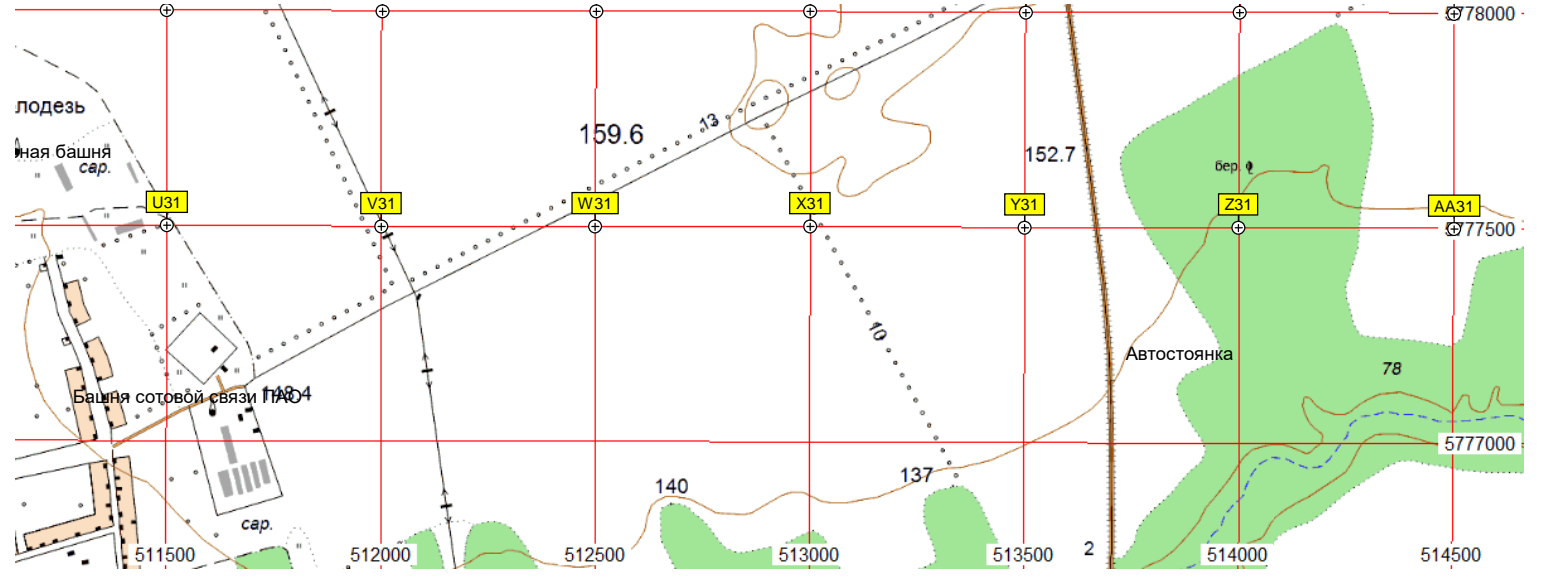 5778000
лодезь
13
159.6
ная башня
152.7
сар.
бер.
U31
V31
W31
X31
Y31
Z31
AA31
5777500
10
Автостоянка
78
148.4
Башня сотовой связи ПАО
5777000
137
140
сар.
2
511500
512000
512500
513000
513500
514000
514500